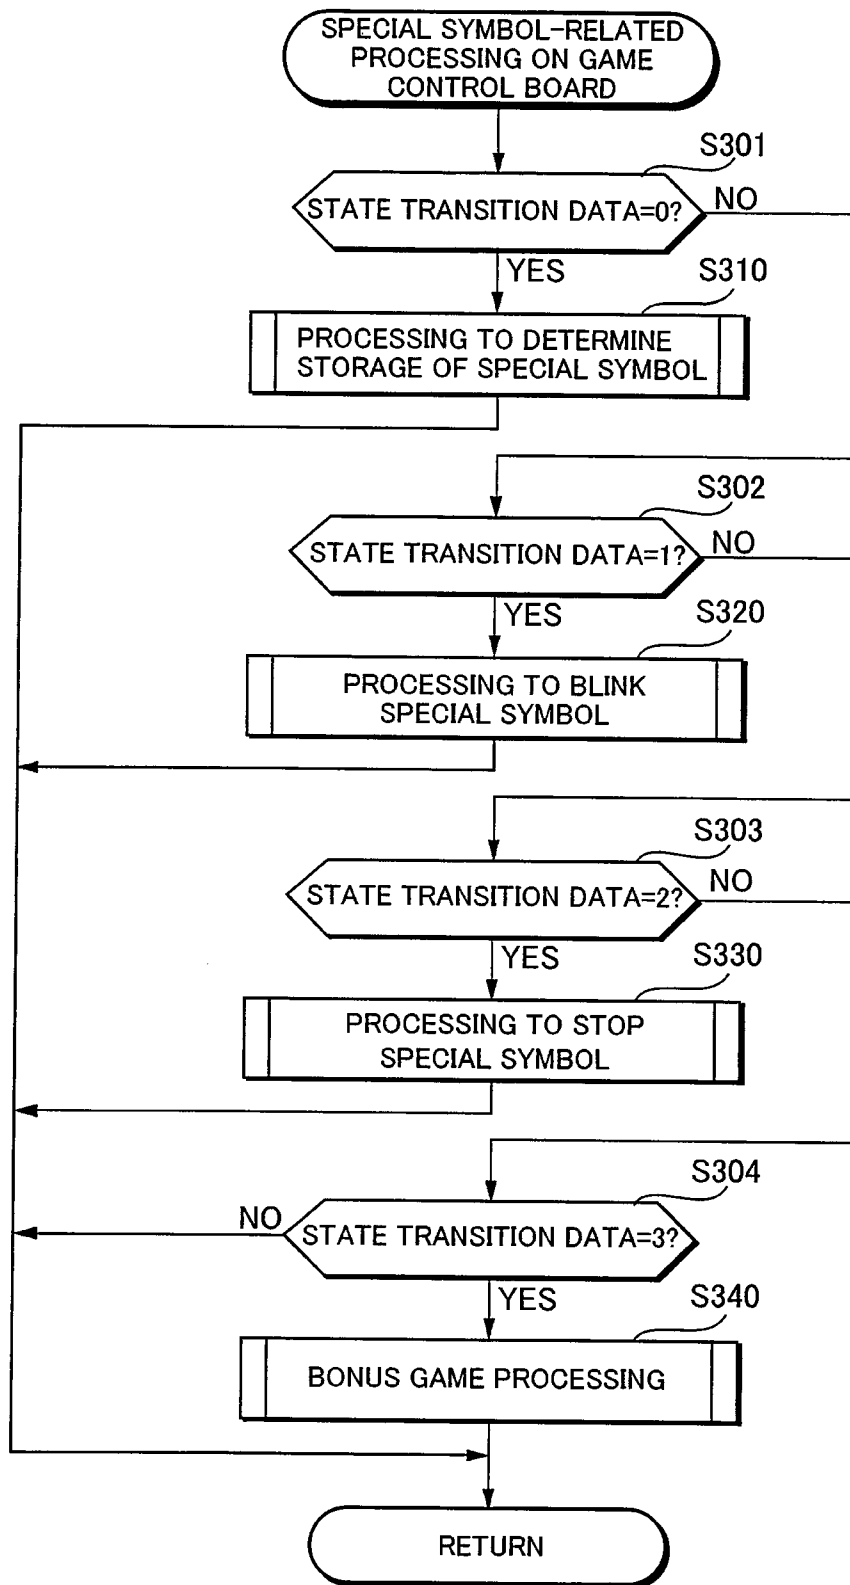 SPECIAL SYMBOL-RELATED
PROCESSING ON GAME
CONTROL BOARD
S301
STATE TRANSITION DATA=0?
NO
YES
S310
PROCESSING TO DETERMINE
STORAGE OF SPECIAL SYMBOL
S302
STATE TRANSITION DATA=1?
NO
YES
S320
PROCESSING TO BLINK
SPECIAL SYMBOL
S303
STATE TRANSITION DATA=2?
NO
YES
S330
PROCESSING TO STOP
SPECIAL SYMBOL
S304
NO
STATE TRANSITION DATA=3?
YES
S340
BONUS GAME PROCESSING
RETURN